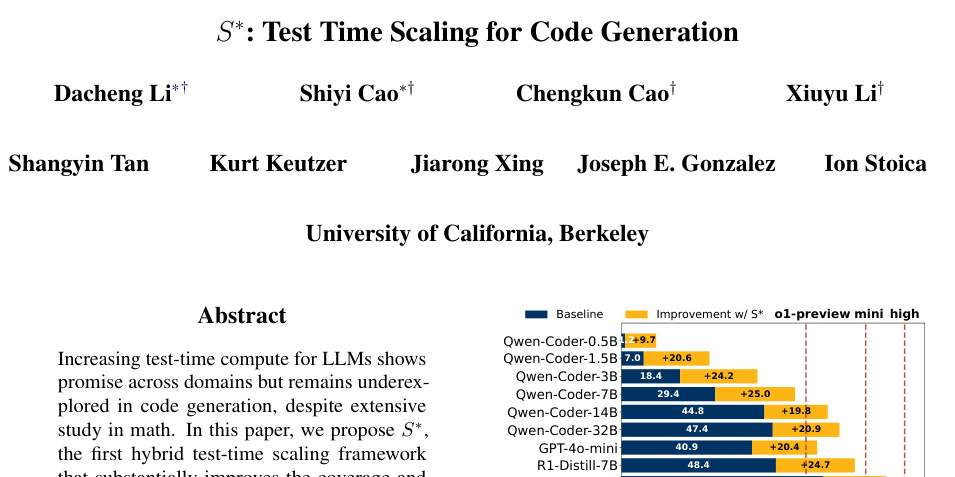 S*: Test Time Scaling for Code Generation
Dacheng Li*† Shiyi Cao*† Chengkun Cao† Xiuyu Li†
Shangyin Tan Kurt Keutzer Jiarong Xing Joseph E. Gonzalez Ion Stoica
University of California, Berkeley
Abstract
Increasing test-time compute for LLMs shows
promise across domains but remains underex-
plored in code generation, despite extensive
study in math. In this paper, we propose S*,
the first hybrid test-time scaling framework
that substantially improves the coverage and
Baseline Improvement w/ S* o1-preview mini high
Qwen-Coder-0.5B +9.7
Qwen-Coder-1.5B 7.0 +20.6
Qwen-Coder-3B 18.4 +24.2
Qwen-Coder-7B 29.4 +25.0
Qwen-Coder-14B 44.8 +19.8
Qwen-Coder-32B 47.4 +20.9
GPT-4o-mini 40.9 +20.4
R1-Distill-7B 48.4 +24.7